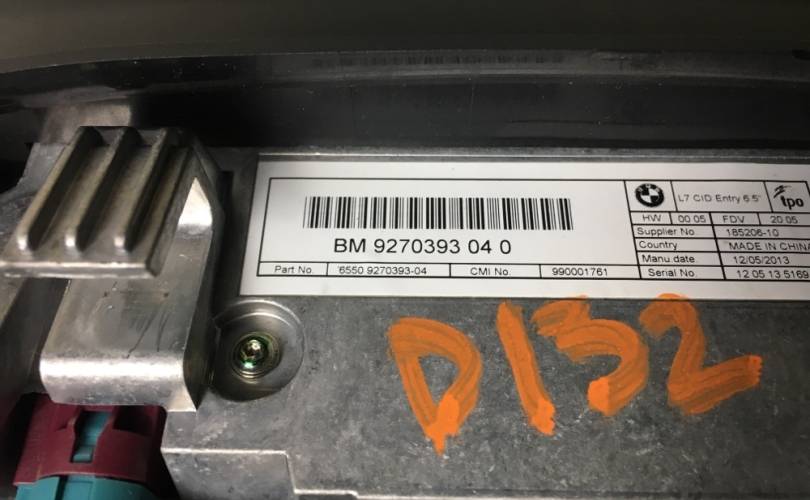 BMW L7 CID Entry 6.5" tpo
HW 00 05 FDV 20 05
Supplier No. 185206-10
Country MADE IN CHINA
Manu date 12/05/2013
Serial No. 12 05 13 5169
BM 9270393 04 0
Part No. 6550 9270393-04 CMI No. 990001761
D132